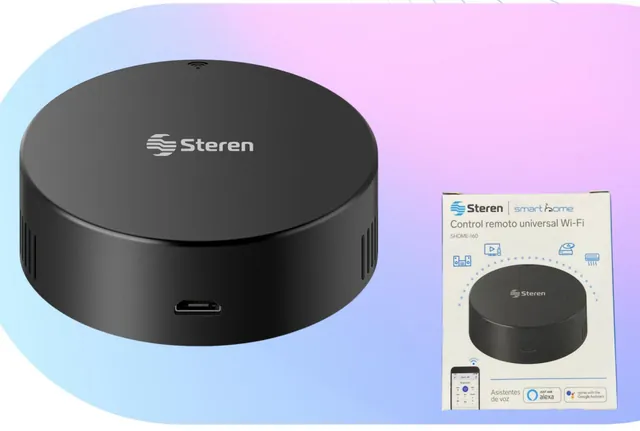 Steren
Steren | smart home
Control remoto universal Wi-Fi
SHOME-160
Steren
Asistentes
de voz
alexa